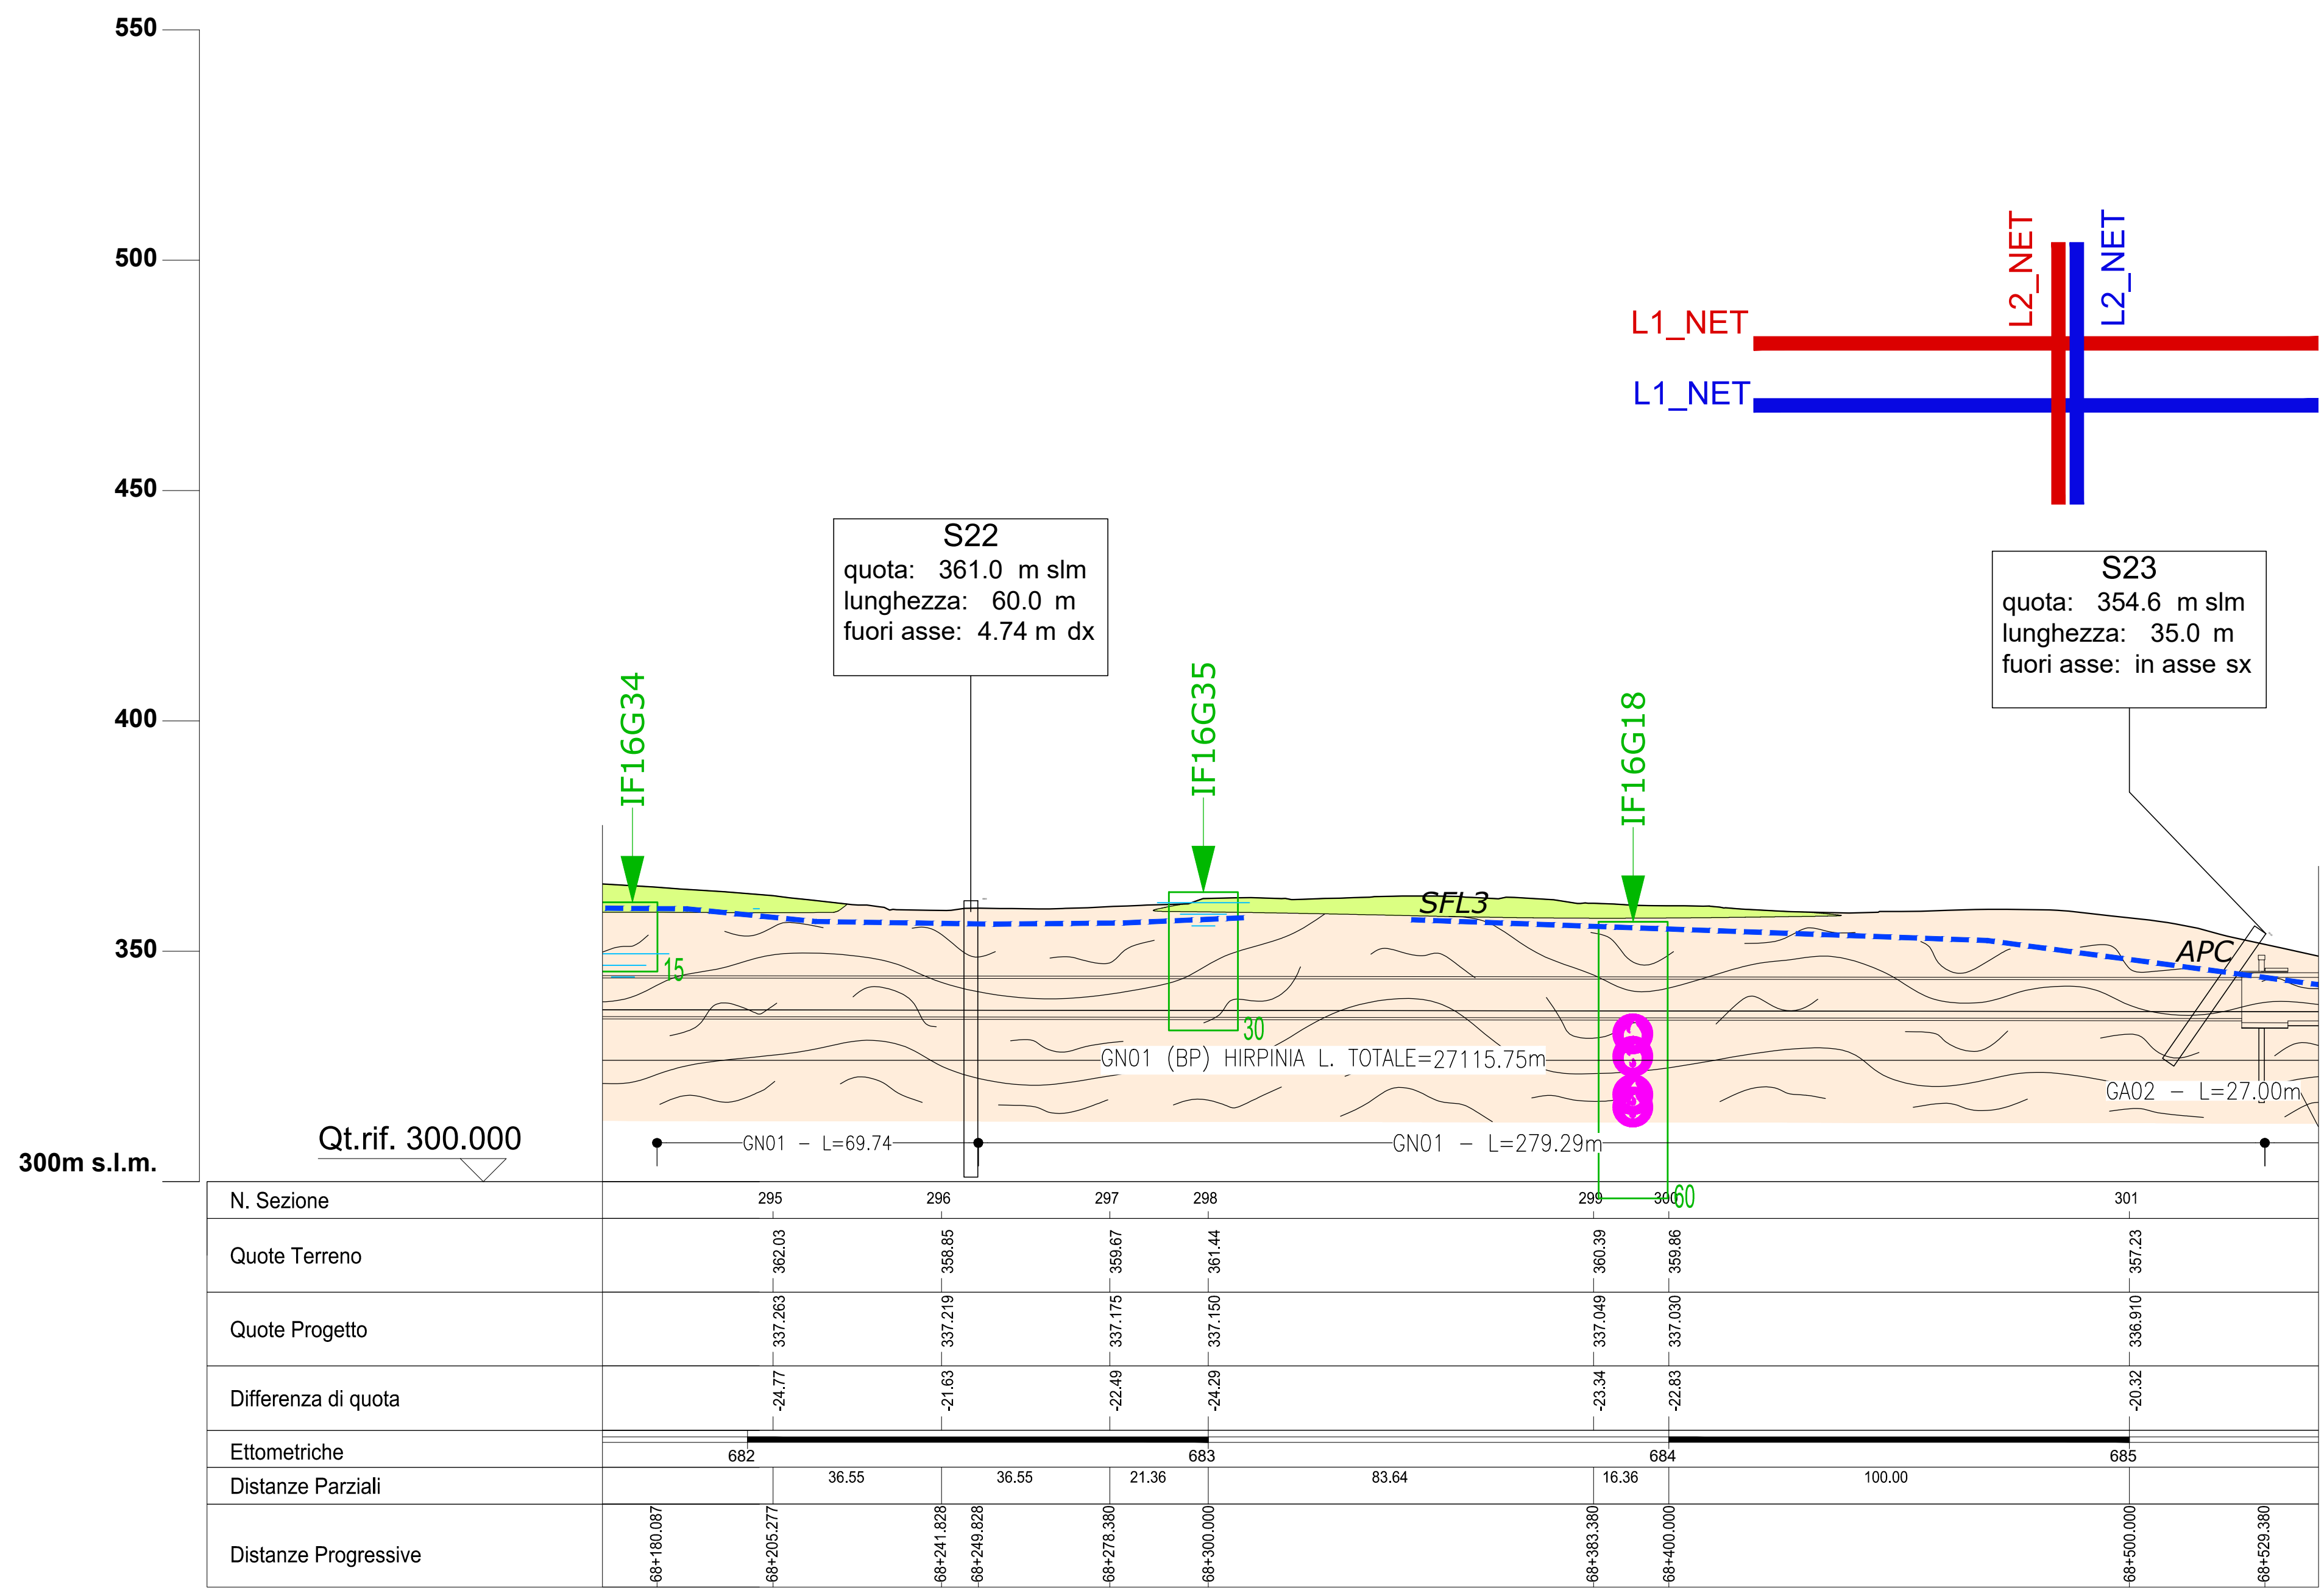 550
500
450
400
350
300m s.l.m.
Qt.rif. 300.000
L2_NET
L2_NET
L1_NET
L1_NET
S22
quota: 361.0 m slm
lunghezza: 60.0 m
fuori asse: 4.74 m dx
S23
quota: 354.6 m slm
lunghezza: 35.0 m
fuori asse: in asse sx
IF16G34
IF16G35
IF16G18
SFL3
APC
15
30
60
GN01 (BP) HIRPINIA L. TOTALE=27115.75m
GA02 - L=27.00m
GN01 - L=69.74
GN01 - L=279.29m
N. Sezione 295 296 297 298 299 300 301
Quote Terreno 362.03 358.85 359.67 361.44 360.39 359.86 357.23
Quote Progetto 337.263 337.219 337.175 337.150 337.049 337.030 336.910
Differenza di quota -24.77 -21.63 -22.49 -24.29 -23.34 -22.83 -20.32
Ettometriche 682 683 684 685
Distanze Parziali 36.55 36.55 21.36 83.64 16.36 100.00
Distanze Progressive 68+180.087 68+205.277 68+241.828 68+249.828 68+278.380 68+300.000 68+383.380 68+400.000 68+500.000 68+529.380